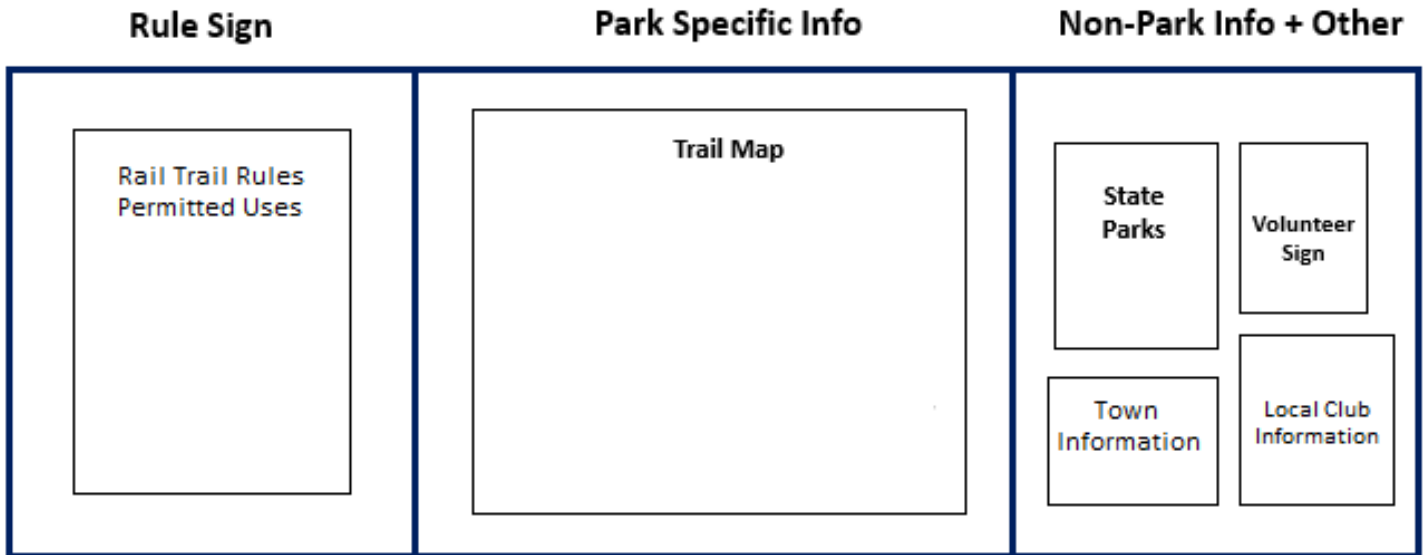 Rule Sign
Park Specific Info
Non-Park Info + Other
Rail Trail Rules
Permitted Uses
Trail Map
State
Parks
Volunteer
Sign
Town
Information
Local Club
Information